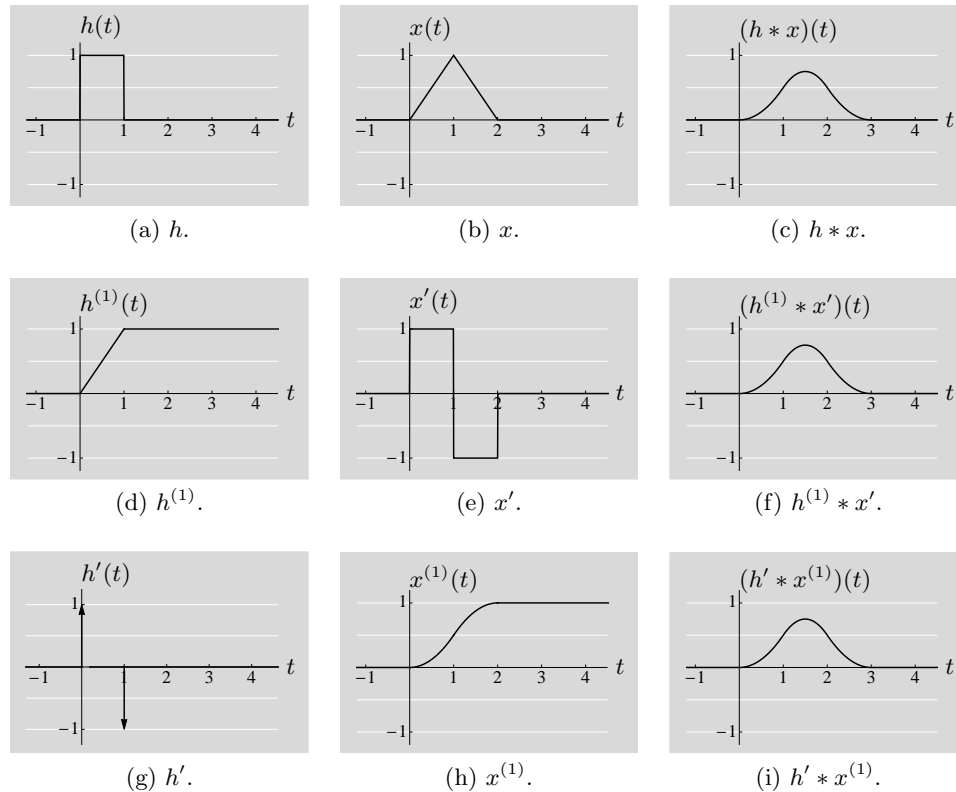 h(t) x(t) (h ∗ x)(t)
1 1 1
−1 1 2 3 4 t −1 1 2 3 4 t −1 1 2 3 4 t
−1 −1 −1
(a) h. (b) x. (c) h ∗ x.
h⁽¹⁾(t) x′(t) (h⁽¹⁾ ∗ x′)(t)
1 1 1
−1 1 2 3 4 t −1 1 2 3 4 t −1 1 2 3 4 t
−1 −1 −1
(d) h⁽¹⁾. (e) x′. (f) h⁽¹⁾ ∗ x′.
h′(t) x⁽¹⁾(t) (h′ ∗ x⁽¹⁾)(t)
1 1 1
−1 1 2 3 4 t −1 1 2 3 4 t −1 1 2 3 4 t
−1 −1 −1
(g) h′. (h) x⁽¹⁾. (i) h′ ∗ x⁽¹⁾.